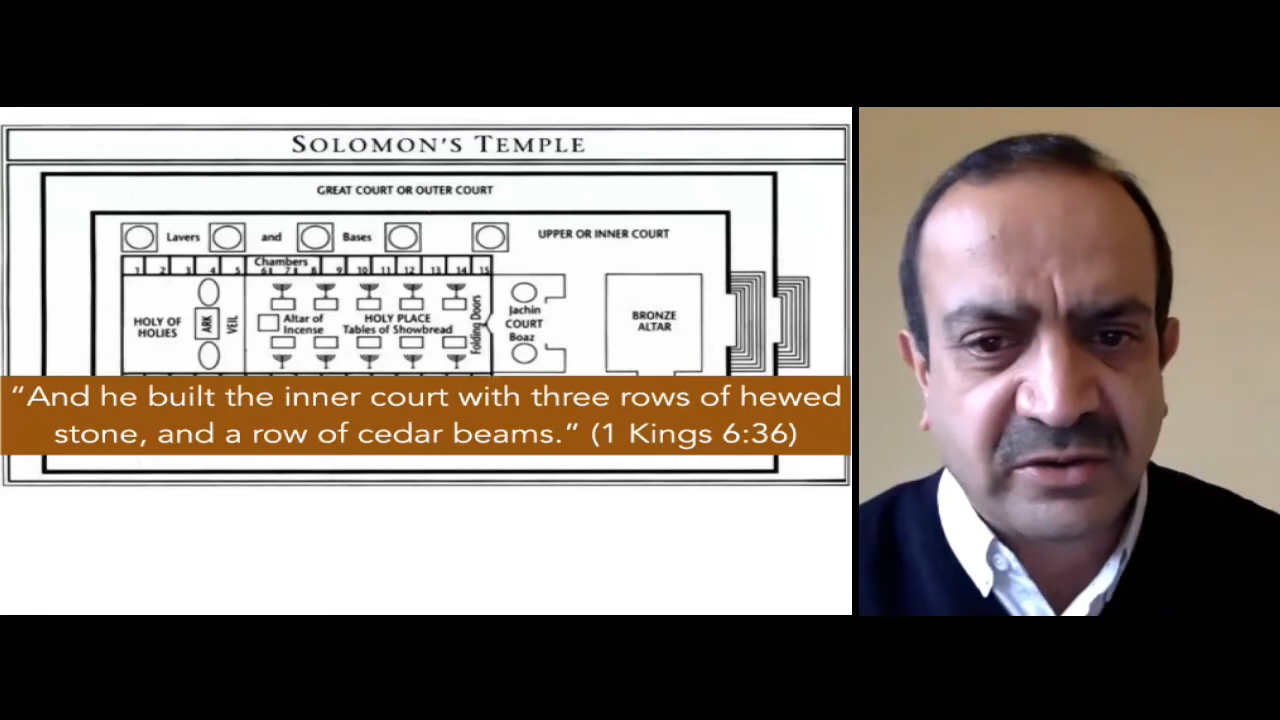 SOLOMON'S TEMPLE
GREAT COURT OR OUTER COURT
Lavers and Bases
UPPER OR INNER COURT
Chambers
1 2 3 4 5 6 7 8 9 10 11 12 13 14 15
HOLY OF
HOLIES
ARK
VEIL
Altar of
Incense
HOLY PLACE
Tables of Showbread
Folding Doors
Jachin
COURT
Boaz
BRONZE
ALTAR
“And he built the inner court with three rows of hewed
stone, and a row of cedar beams.” (1 Kings 6:36)